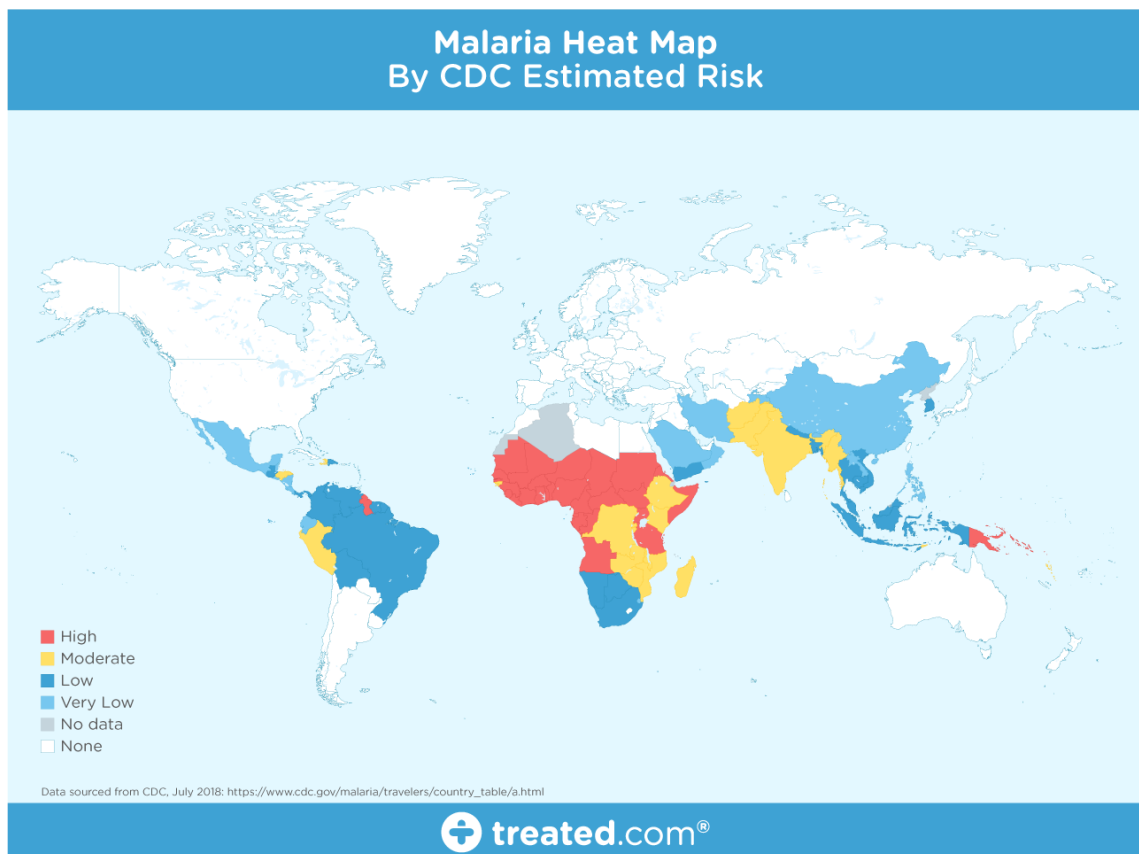 Malaria Heat Map
By CDC Estimated Risk
High
Moderate
Low
Very Low
No data
None
Data sourced from CDC, July 2018: https://www.cdc.gov/malaria/travelers/country_table/a.html
treated.com®